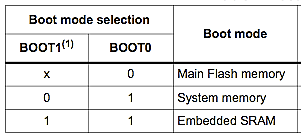 Boot mode selection
Boot mode
BOOT1(1) BOOT0
x 0 Main Flash memory
0 1 System memory
1 1 Embedded SRAM